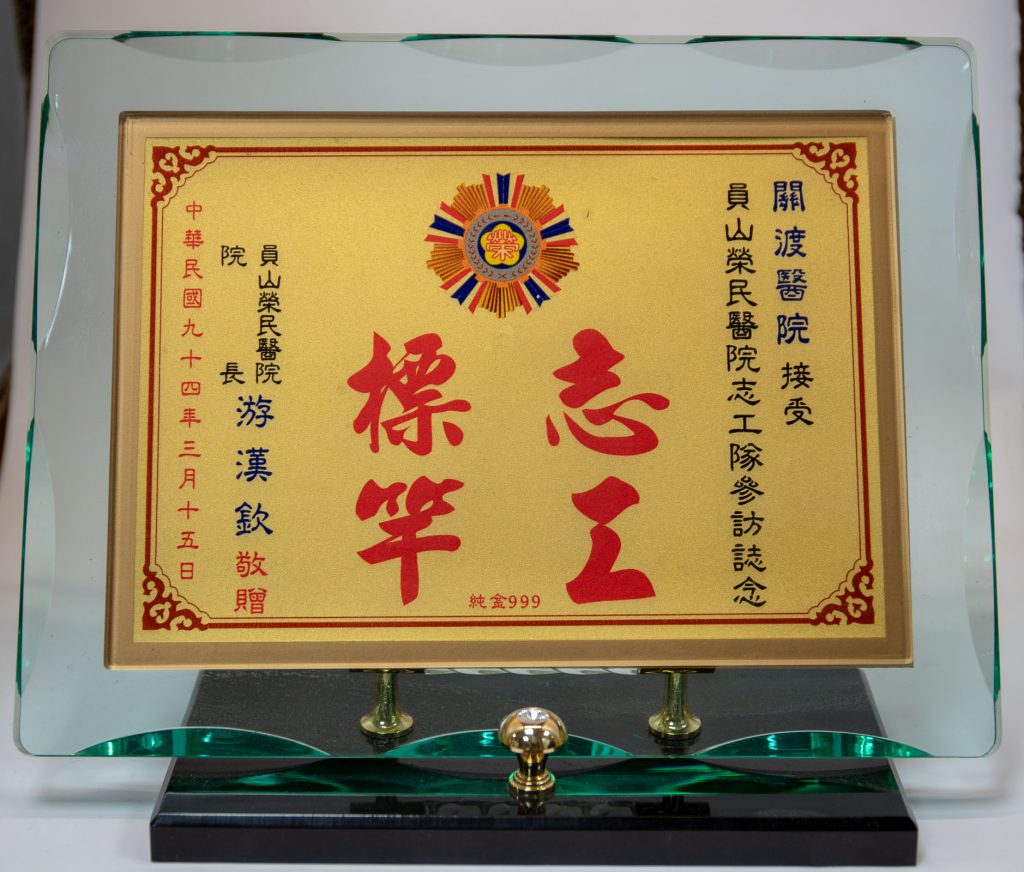 關渡醫院接受
員山榮民醫院志工隊參訪誌念
榮
志工
標竿
員山榮民醫院
院長
游漢欽敬贈
中華民國九十四年三月十五日
純金999